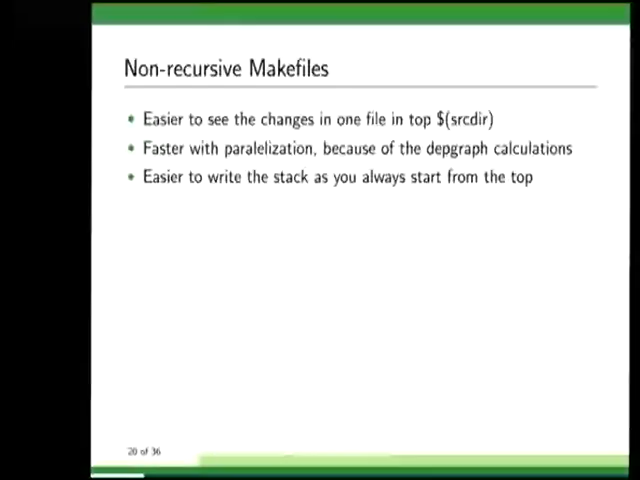 Non-recursive Makefiles
• Easier to see the changes in one file in top $(srcdir)
• Faster with paralelization, because of the depgraph calculations
• Easier to write the stack as you always start from the top
20 of 36